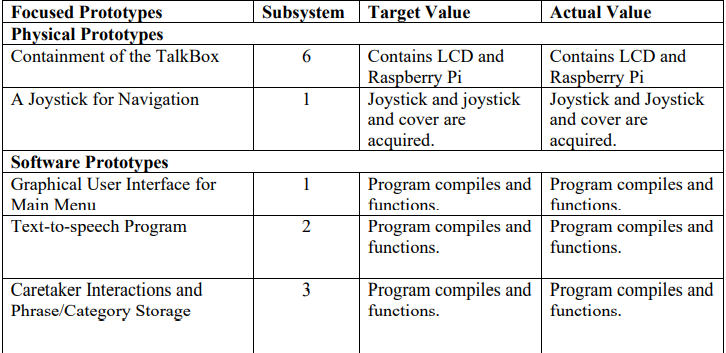 Focused Prototypes Subsystem Target Value Actual Value
Physical Prototypes
Containment of the TalkBox 6 Contains LCD and Contains LCD and
Raspberry Pi Raspberry Pi
A Joystick for Navigation 1 Joystick and joystick Joystick and Joystick
and cover are and cover are
acquired. acquired.
Software Prototypes
Graphical User Interface for 1 Program compiles and Program compiles and
Main Menu functions. functions.
Text-to-speech Program 2 Program compiles and Program compiles and
functions. functions.
Caretaker Interactions and 3 Program compiles and Program compiles and
Phrase/Category Storage functions. functions.